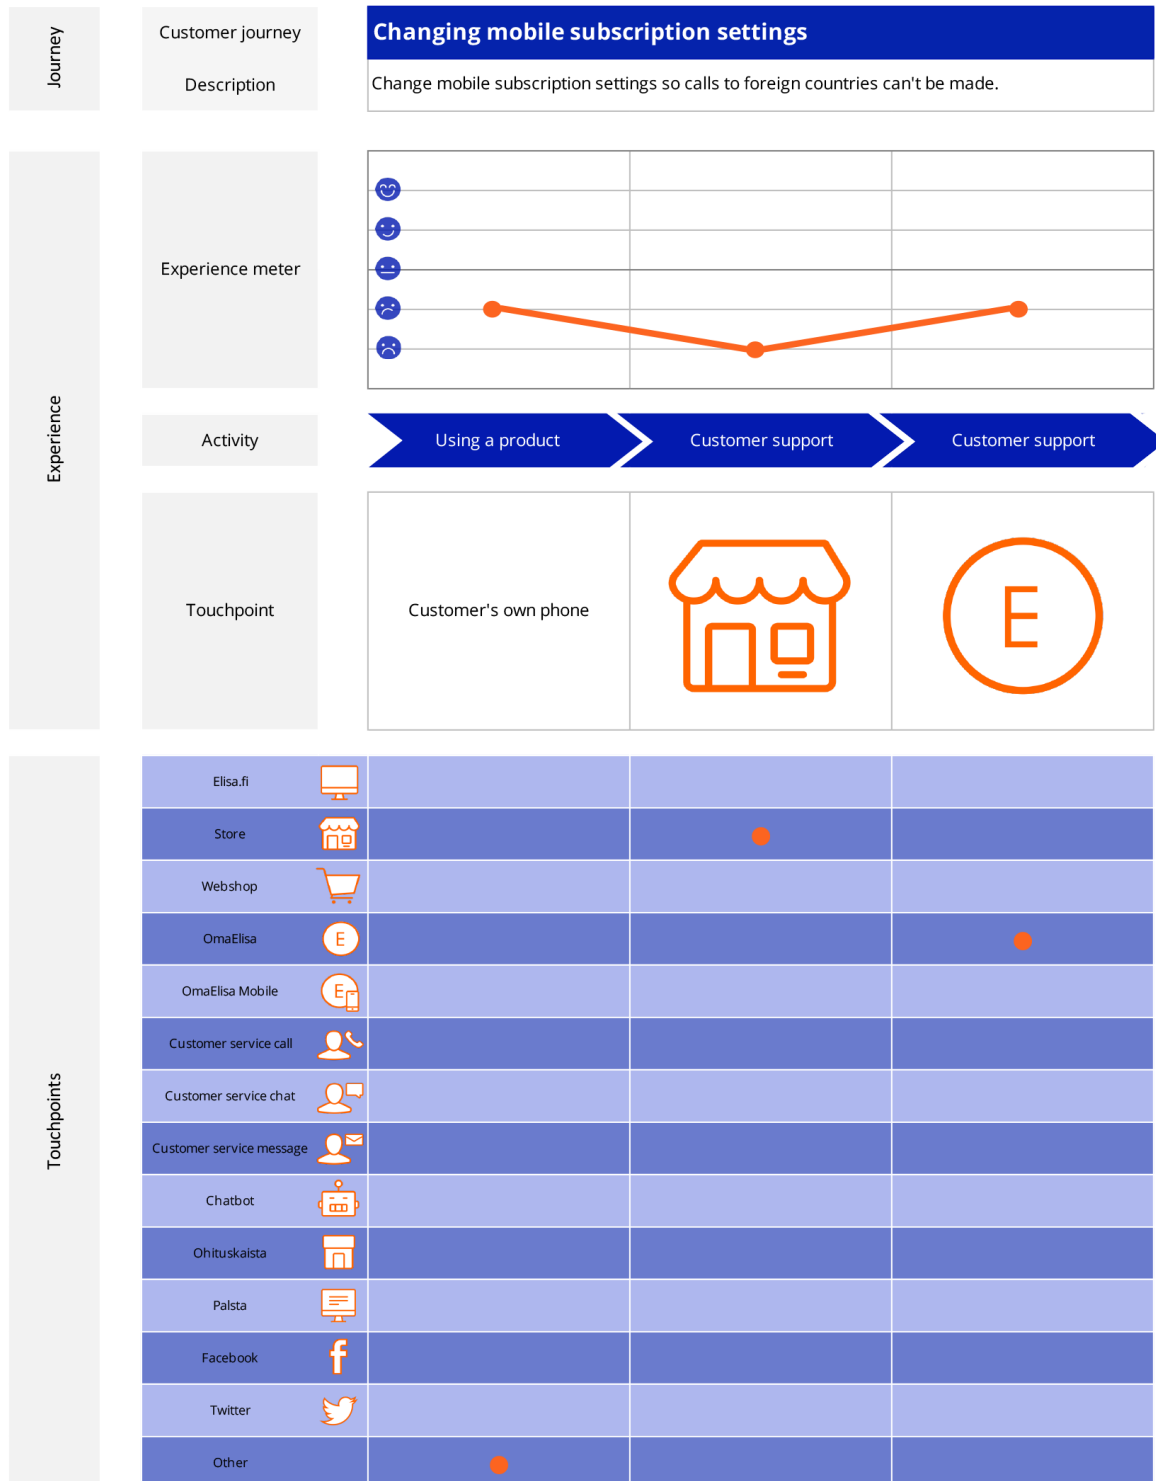 Journey
Customer journey
Changing mobile subscription settings
Description
Change mobile subscription settings so calls to foreign countries can't be made.
Experience
Experience meter
Activity
Using a product
Customer support
Customer support
Touchpoint
Customer's own phone
E
Touchpoints
Elisa.fi
Store
Webshop
OmaElisa
E
OmaElisa Mobile
E
Customer service call
Customer service chat
Customer service message
Chatbot
Ohituskaista
Palsta
Facebook
f
Twitter
Other